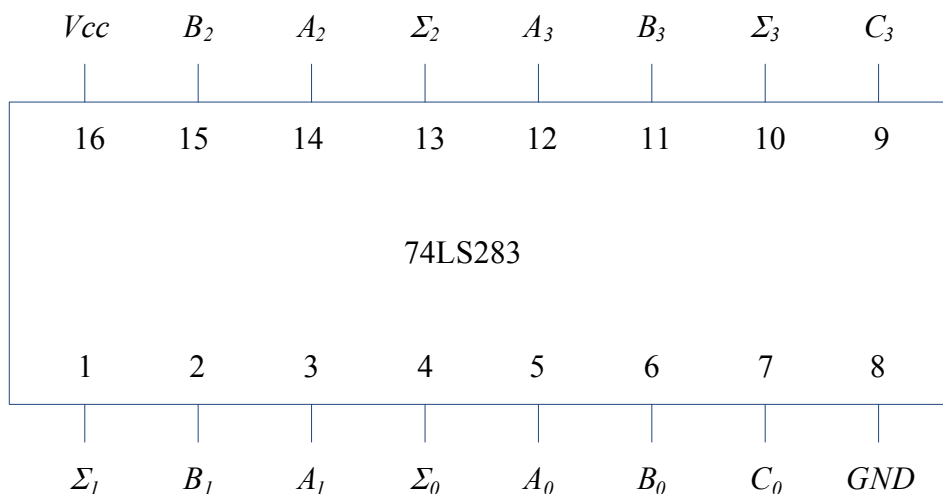 Vcc B₂ A₂ Σ₂ A₃ B₃ Σ₃ C₃
16 15 14 13 12 11 10 9
74LS283
1 2 3 4 5 6 7 8
Σ₁ B₁ A₁ Σ₀ A₀ B₀ C₀ GND